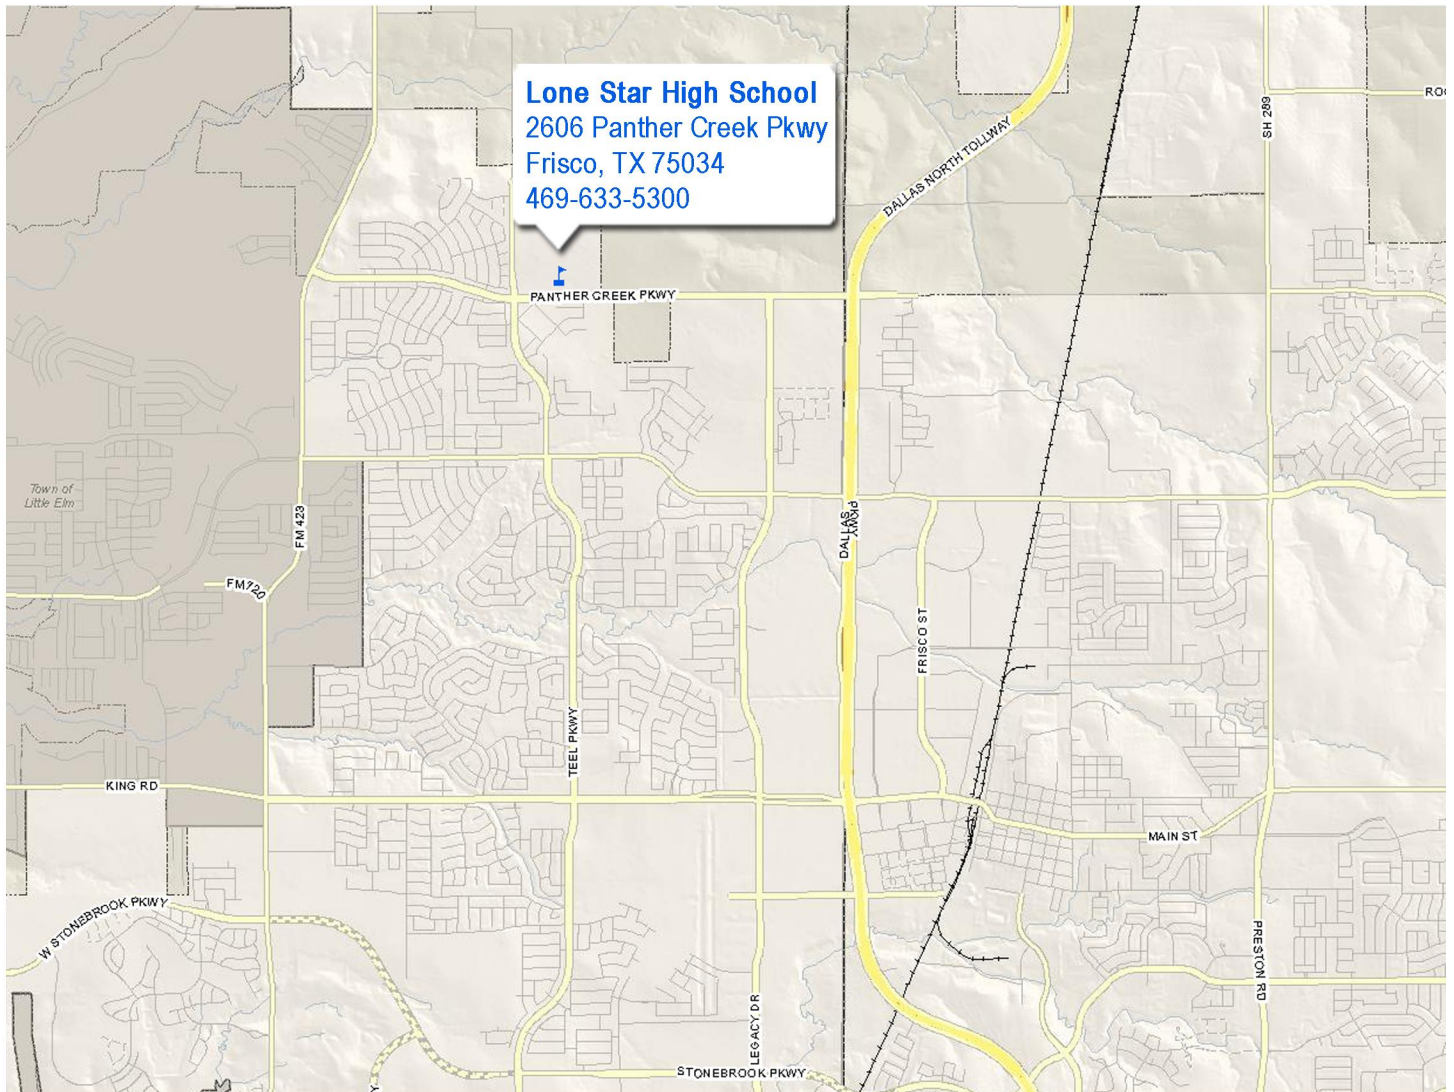 Lone Star High School
2606 Panther Creek Pkwy
Frisco, TX 75034
469-633-5300
SH 289
DALLAS NORTH TOLLWAY
PANTHER CREEK PKWY
Town of
Little Elm
FM 423
DALLAS
PKWY
FM 720
FRISCO ST
TEEL PKWY
KING RD
MAIN ST
W STONEBROOK PKWY
PRESTON RD
LEGACY DR
STONEBROOK PKWY